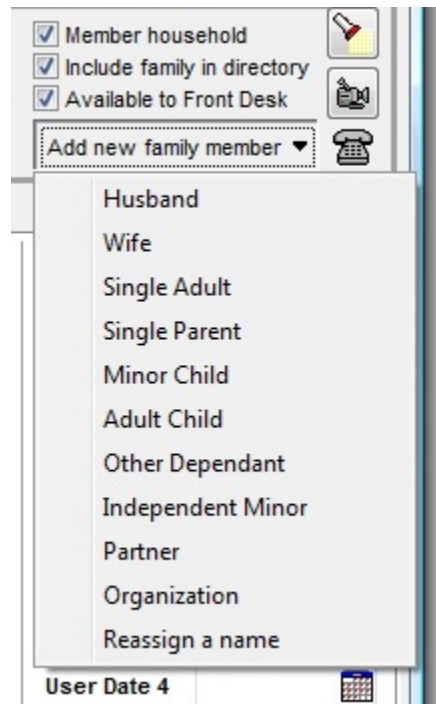 Member household
Include family in directory
Available to Front Desk
Add new family member
Husband
Wife
Single Adult
Single Parent
Minor Child
Adult Child
Other Dependant
Independent Minor
Partner
Organization
Reassign a name
User Date 4